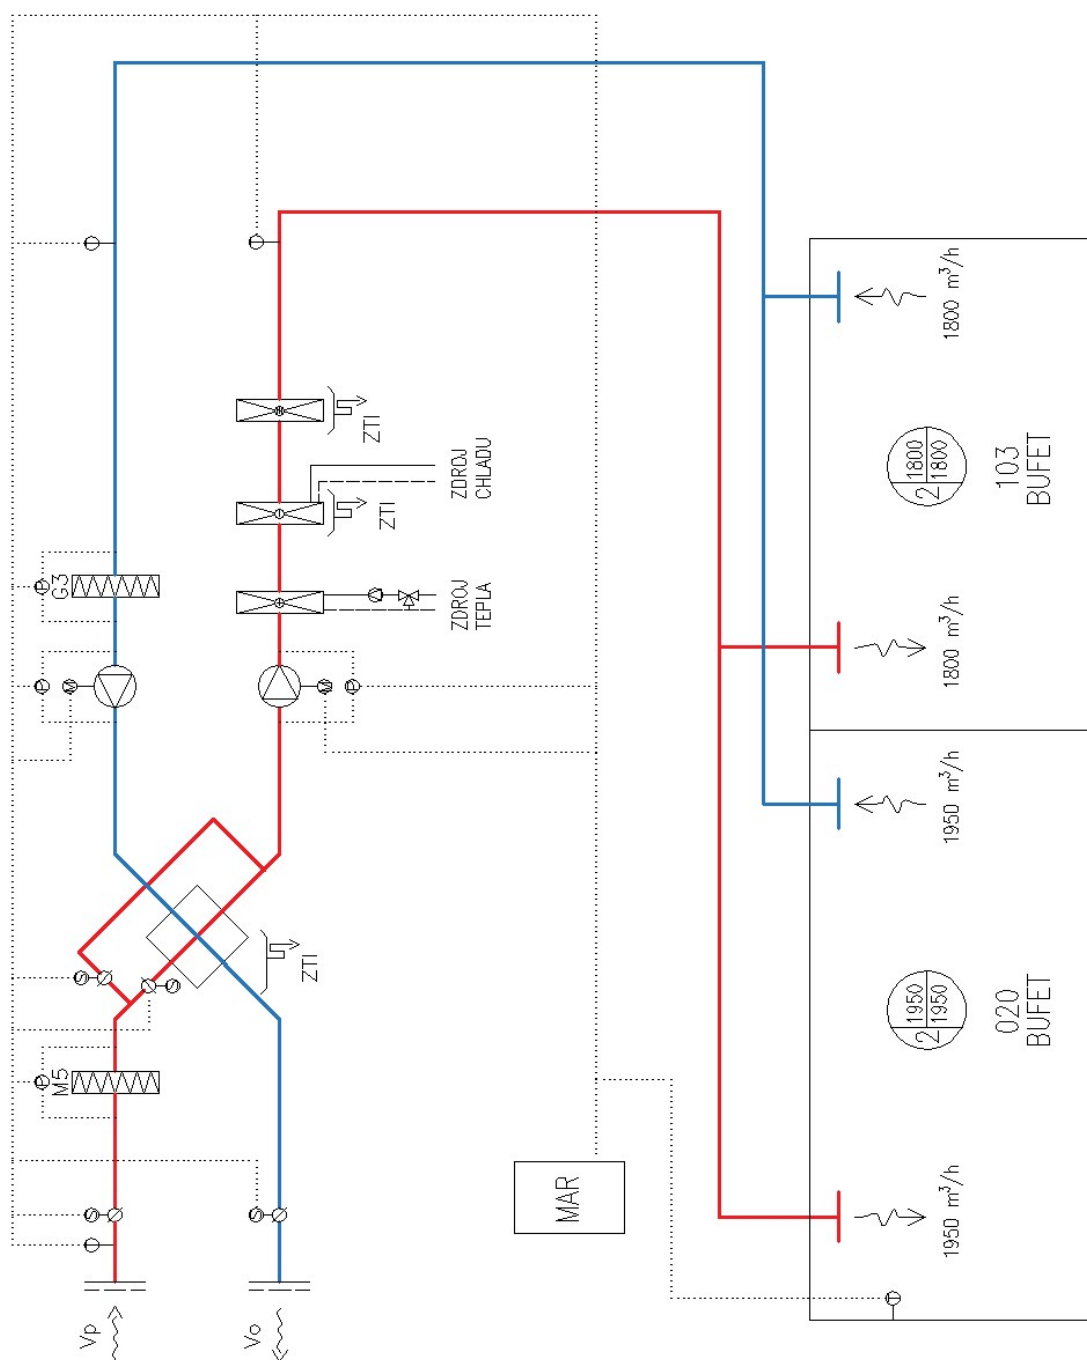 G3
P
P
M
M
P
P
M5
S
S
S
S
Vp
Vo
ZTI
ZTI
ZTI
ZDROJ
CHLADU
ZDROJ
TEPLA
MAR
1800 m³/h
2
1800
1800
103
BUFET
1800 m³/h
1950 m³/h
2
1950
1950
020
BUFET
1950 m³/h